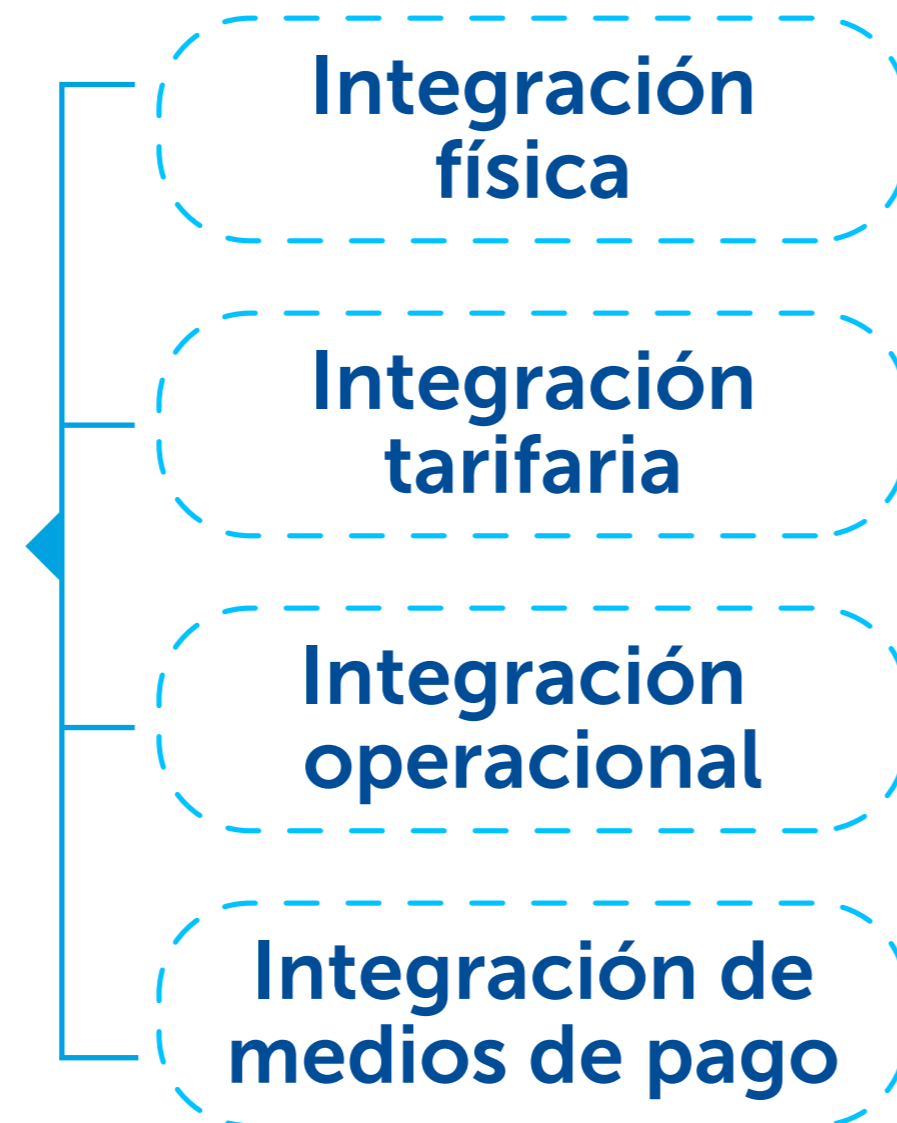 Integración
física
Integración
tarifaria
Integración
operacional
Integración de
medios de pago